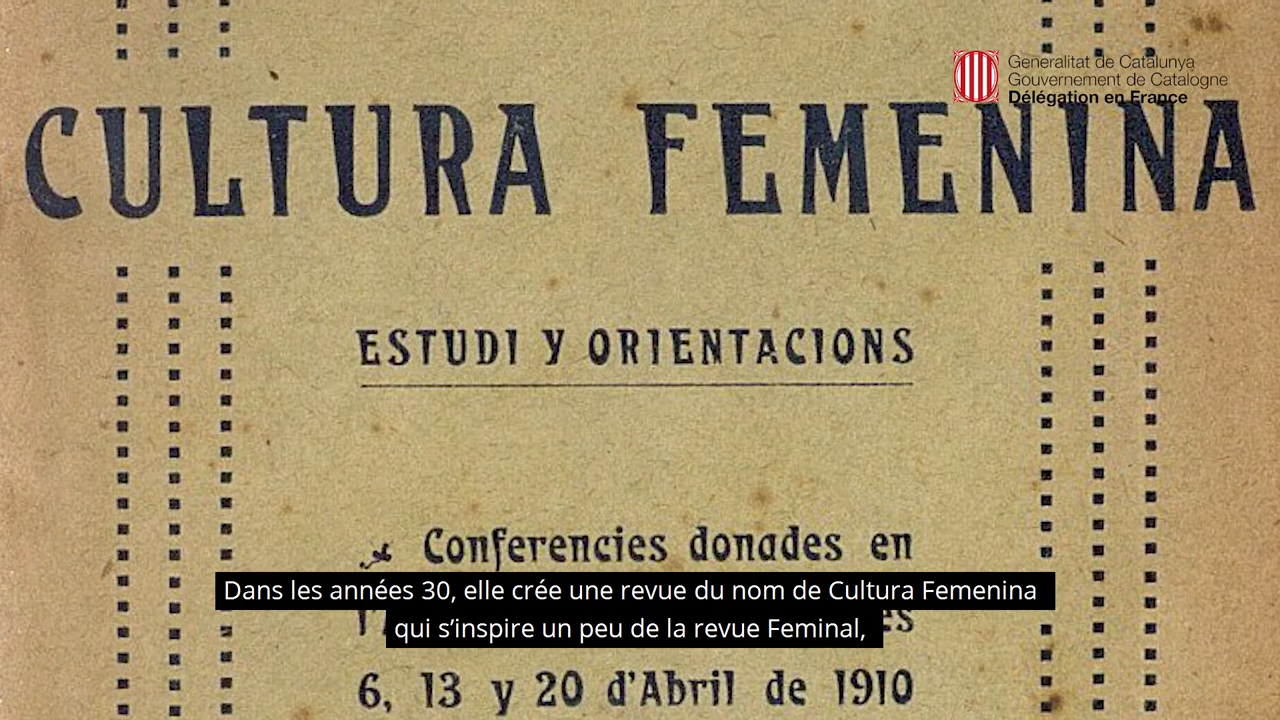 Generalitat de Catalunya
Gouvernement de Catalogne
Délégation en France
CULTURA FEMENINA
ESTUDI Y ORIENTACIONS
Conferencies donades en
Dans les années 30, elle crée une revue du nom de Cultura Femenina
qui s’inspire un peu de la revue Feminal,
6, 13 y 20 d'Abril de 1910